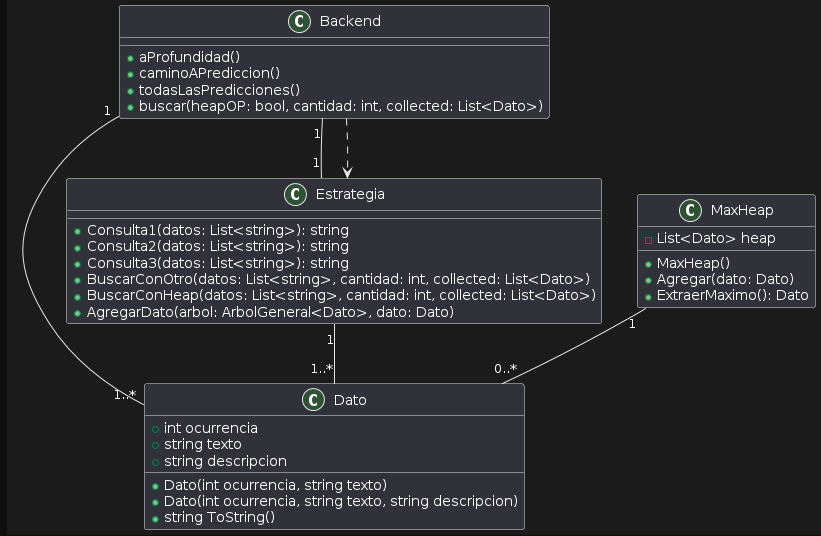 C Backend
aProfundidad()
caminoAPrediccion()
todasLasPredicciones()
buscar(heapOP: bool, cantidad: int, collected: List<Dato>)
1
1
1
C Estrategia
Consulta1(datos: List<string>): string
Consulta2(datos: List<string>): string
Consulta3(datos: List<string>): string
BuscarConOtro(datos: List<string>, cantidad: int, collected: List<Dato>)
BuscarConHeap(datos: List<string>, cantidad: int, collected: List<Dato>)
AgregarDato(arbol: ArbolGeneral<Dato>, dato: Dato)
C MaxHeap
List<Dato> heap
MaxHeap()
Agregar(dato: Dato)
ExtraerMaximo(): Dato
1
1
1..*
0..*
1..*
C Dato
int ocurrencia
string texto
string descripcion
Dato(int ocurrencia, string texto)
Dato(int ocurrencia, string texto, string descripcion)
string ToString()